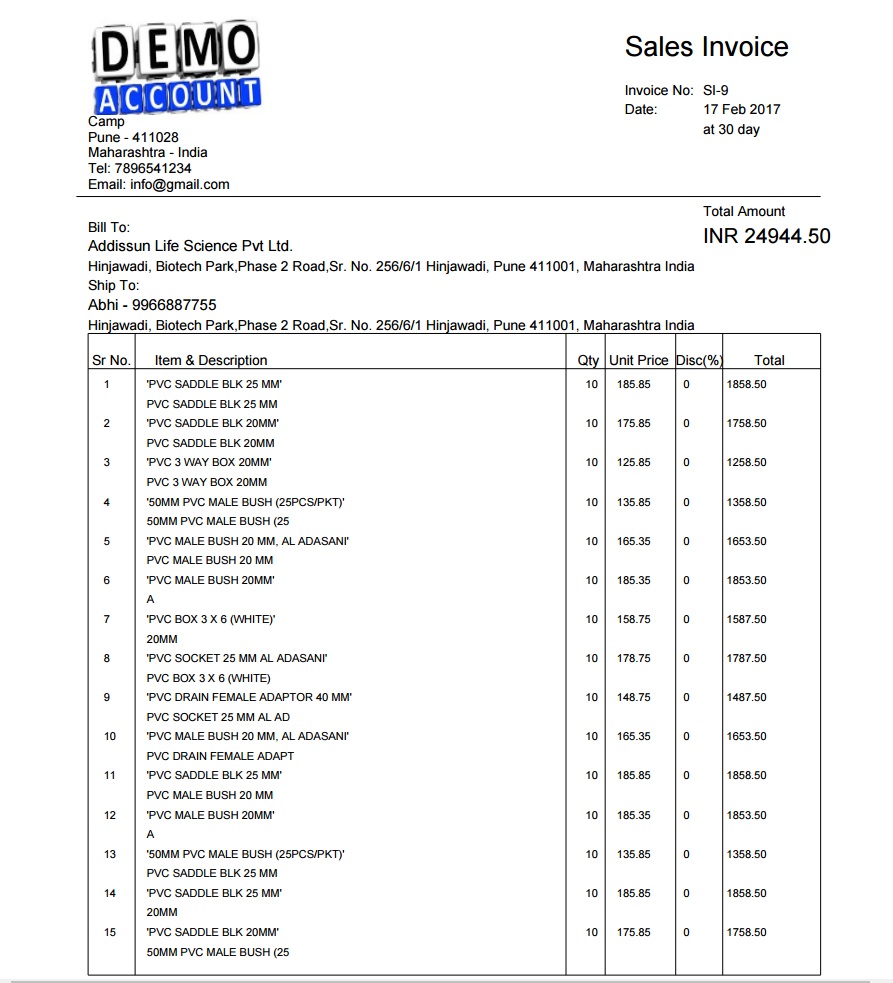 DEMO
ACCOUNT
Sales Invoice
Invoice No: SI-9
Date: 17 Feb 2017
at 30 day
Camp
Pune - 411028
Maharashtra - India
Tel: 7896541234
Email: info@gmail.com
Total Amount
INR 24944.50
Bill To:
Addissun Life Science Pvt Ltd.
Hinjawadi, Biotech Park,Phase 2 Road,Sr. No. 256/6/1 Hinjawadi, Pune 411001, Maharashtra India
Ship To:
Abhi - 9966887755
Hinjawadi, Biotech Park,Phase 2 Road,Sr. No. 256/6/1 Hinjawadi, Pune 411001, Maharashtra India
Sr No. Item & Description Qty Unit Price Disc(%) Total
1 'PVC SADDLE BLK 25 MM' 10 185.85 0 1858.50
PVC SADDLE BLK 25 MM
2 'PVC SADDLE BLK 20MM' 10 175.85 0 1758.50
PVC SADDLE BLK 20MM
3 'PVC 3 WAY BOX 20MM' 10 125.85 0 1258.50
PVC 3 WAY BOX 20MM
4 '50MM PVC MALE BUSH (25PCS/PKT)' 10 135.85 0 1358.50
50MM PVC MALE BUSH (25
5 'PVC MALE BUSH 20 MM, AL ADASANI' 10 165.35 0 1653.50
PVC MALE BUSH 20 MM
6 'PVC MALE BUSH 20MM' 10 185.35 0 1853.50
A
7 'PVC BOX 3 X 6 (WHITE)' 10 158.75 0 1587.50
20MM
8 'PVC SOCKET 25 MM AL ADASANI' 10 178.75 0 1787.50
PVC BOX 3 X 6 (WHITE)
9 'PVC DRAIN FEMALE ADAPTOR 40 MM' 10 148.75 0 1487.50
PVC SOCKET 25 MM AL AD
10 'PVC MALE BUSH 20 MM, AL ADASANI' 10 165.35 0 1653.50
PVC DRAIN FEMALE ADAPT
11 'PVC SADDLE BLK 25 MM' 10 185.85 0 1858.50
PVC MALE BUSH 20 MM
12 'PVC MALE BUSH 20MM' 10 185.35 0 1853.50
A
13 '50MM PVC MALE BUSH (25PCS/PKT)' 10 135.85 0 1358.50
PVC SADDLE BLK 25 MM
14 'PVC SADDLE BLK 25 MM' 10 185.85 0 1858.50
20MM
15 'PVC SADDLE BLK 20MM' 10 175.85 0 1758.50
50MM PVC MALE BUSH (25